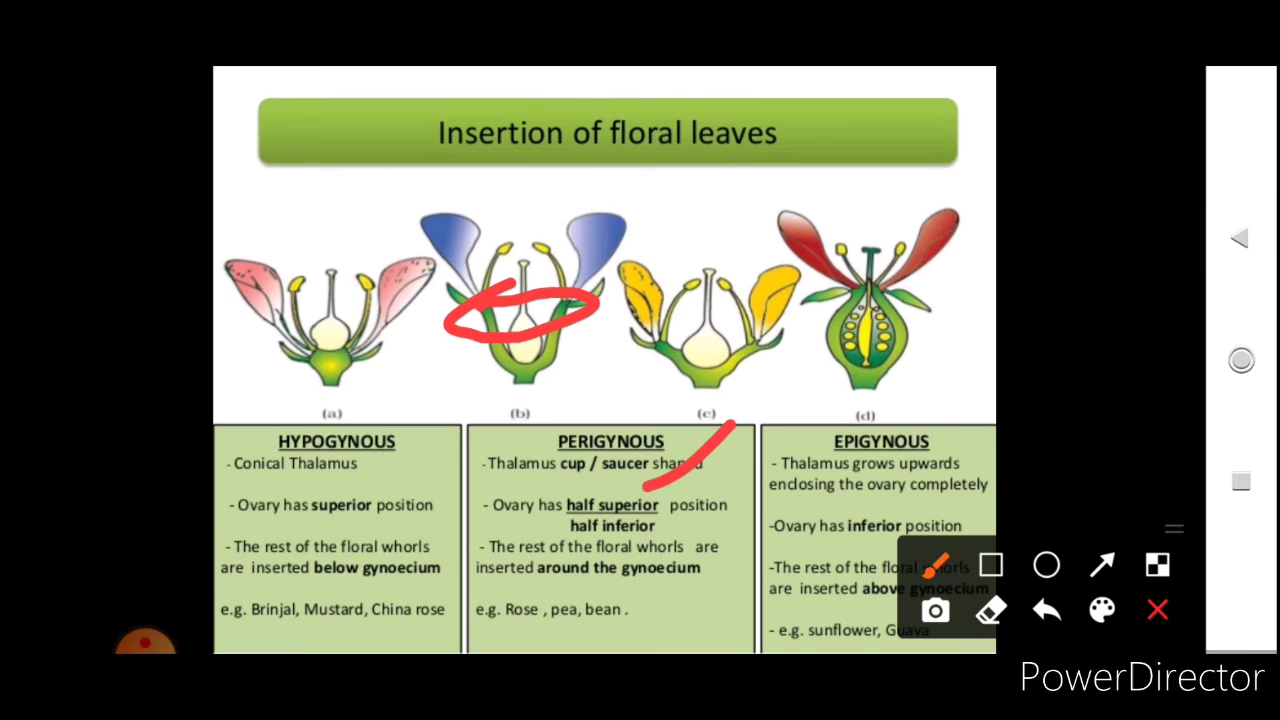 Insertion of floral leaves
(a)
(b)
(c)
(d)
HYPOGYNOUS
- Conical Thalamus
- Ovary has superior position
- The rest of the floral whorls
are inserted below gynoecium
e.g. Brinjal, Mustard, China rose
PERIGYNOUS
- Thalamus cup / saucer shaped
- Ovary has half superior position
half inferior
- The rest of the floral whorls are
inserted around the gynoecium
e.g. Rose , pea, bean .
EPIGYNOUS
- Thalamus grows upwards
enclosing the ovary completely
-Ovary has inferior position
-The rest of the floral whorls
are inserted above gynoecium
- e.g. sunflower, Guava
PowerDirector